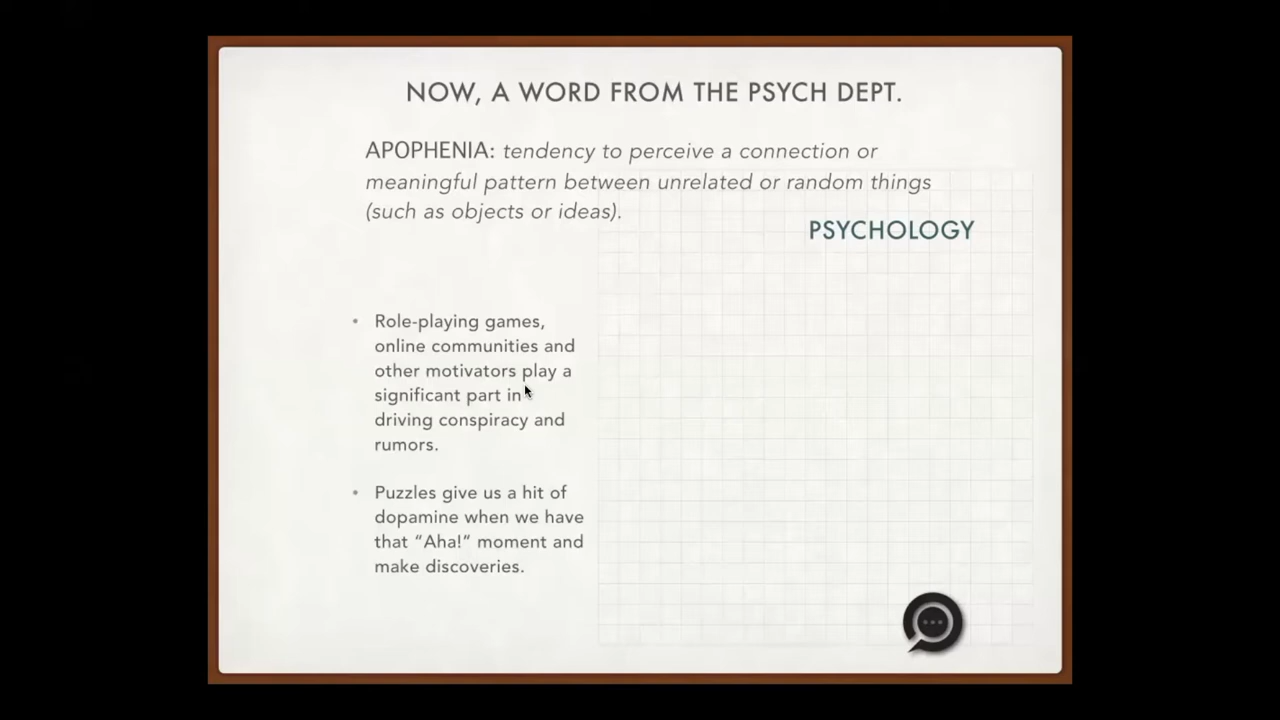 NOW, A WORD FROM THE PSYCH DEPT.
APOPHENIA: tendency to perceive a connection or
meaningful pattern between unrelated or random things
(such as objects or ideas).
PSYCHOLOGY
• Role-playing games,
online communities and
other motivators play a
significant part in
driving conspiracy and
rumors.
• Puzzles give us a hit of
dopamine when we have
that “Aha!” moment and
make discoveries.